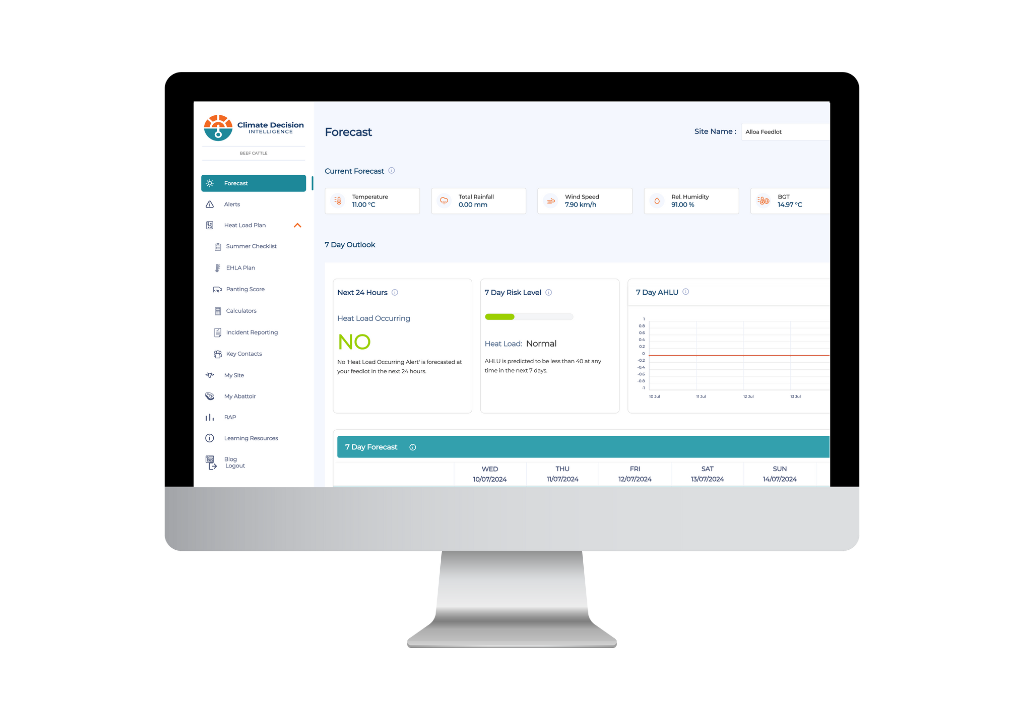 Climate Decision
INTELLIGENCE
BEEF CATTLE
Forecast
Alerts
Heat Load Plan
Summer Checklist
EHLA Plan
Panting Score
Calculators
Incident Reporting
Key Contacts
My Site
My Abattoir
RAP
Learning Resources
Blog
Logout
Forecast
Site Name :
Alloa Feedlot
Current Forecast
Temperature
11.00 °C
Total Rainfall
0.00 mm
Wind Speed
7.90 km/h
Rel. Humidity
91.00 %
BGT
14.97 °C
7 Day Outlook
Next 24 Hours
Heat Load Occurring
NO
No 'Heat Load Occurring Alert' is forecasted at
your feedlot in the next 24 hours.
7 Day Risk Level
Heat Load: Normal
AHLU is predicted to be less than 40 at any
time in the next 7 days.
7 Day AHLU
1
0.8
0.6
0.4
0.2
0
-0.2
-0.4
-0.6
-0.8
-1
10 Jul
11 Jul
12 Jul
13 Jul
7 Day Forecast
WED
10/07/2024
THU
11/07/2024
FRI
12/07/2024
SAT
13/07/2024
SUN
14/07/2024